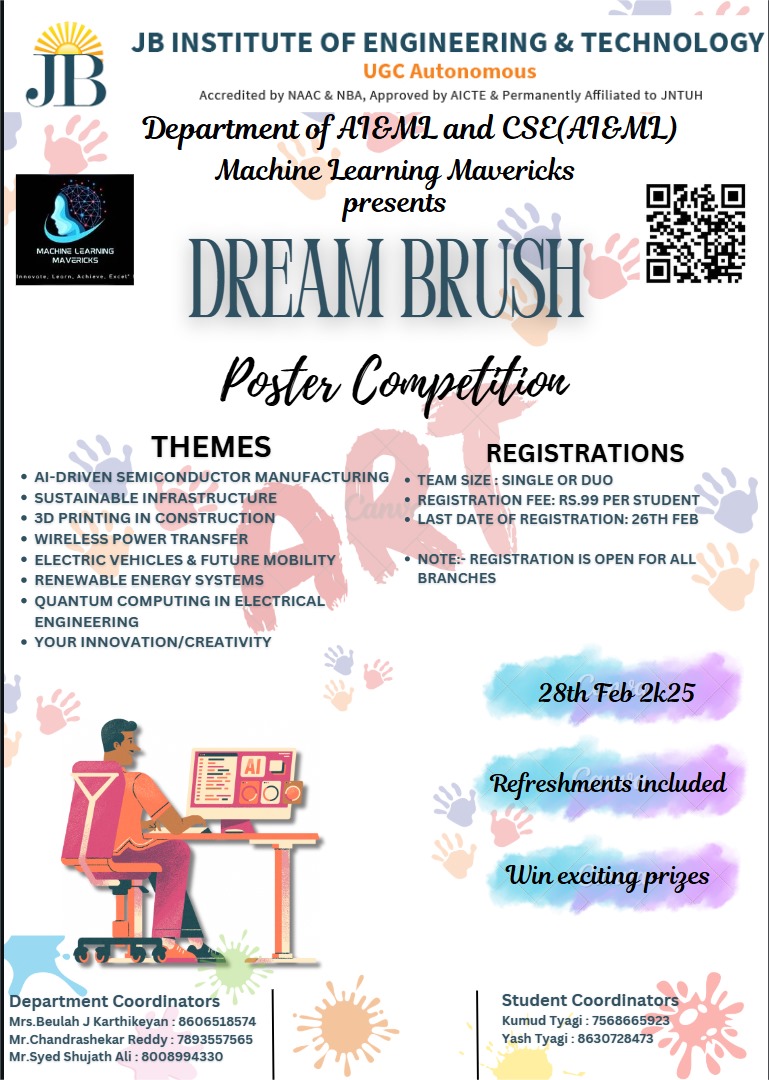 JB INSTITUTE OF ENGINEERING & TECHNOLOGY
UGC Autonomous
Accredited by NAAC & NBA, Approved by AICTE & Permanently Affiliated to JNTUH
JB
Department of AI&ML and CSE(AI&ML)
Machine Learning Mavericks
presents
MACHINE LEARNING
MAVERICKS
Innovate, Learn, Achieve, Excel"
DREAM BRUSH
Poster Competition
ART
THEMES
• AI-DRIVEN SEMICONDUCTOR MANUFACTURING
• SUSTAINABLE INFRASTRUCTURE
• 3D PRINTING IN CONSTRUCTION
• WIRELESS POWER TRANSFER
• ELECTRIC VEHICLES & FUTURE MOBILITY
• RENEWABLE ENERGY SYSTEMS
• QUANTUM COMPUTING IN ELECTRICAL
ENGINEERING
• YOUR INNOVATION/CREATIVITY
REGISTRATIONS
• TEAM SIZE : SINGLE OR DUO
• REGISTRATION FEE: RS.99 PER STUDENT
• LAST DATE OF REGISTRATION: 26TH FEB
• NOTE:- REGISTRATION IS OPEN FOR ALL
BRANCHES
Canva
28th Feb 2k25
Refreshments included
Win exciting prizes
AI
Department Coordinators
Mrs.Beulah J Karthikeyan : 8606518574
Mr.Chandrashekar Reddy : 7893557565
Mr.Syed Shujath Ali : 8008994330
Student Coordinators
Kumud Tyagi : 7568665923
Yash Tyagi : 8630728473